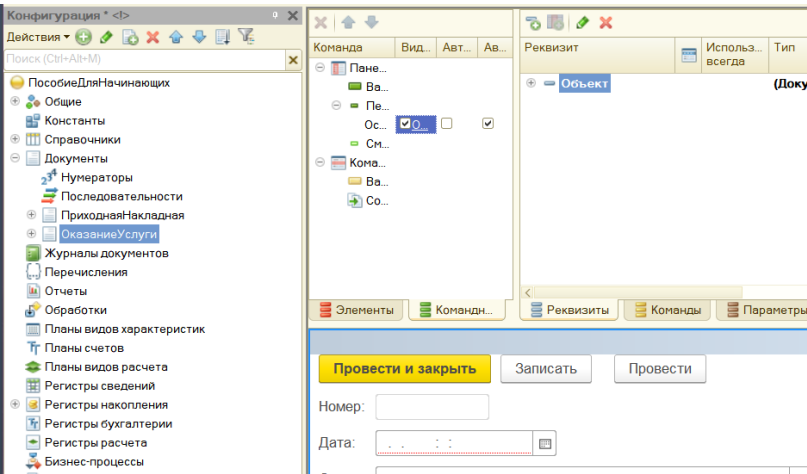 Конфигурация * <!>
Действия
Поиск (Ctrl+Alt+M)
ПособиеДляНачинающих
Общие
Константы
Справочники
Документы
Нумераторы
Последовательности
ПриходнаяНакладная
ОказаниеУслуги
Журналы документов
Перечисления
Отчеты
Обработки
Планы видов характеристик
Планы счетов
Планы видов расчета
Регистры сведений
Регистры накопления
Регистры бухгалтерии
Регистры расчета
Бизнес-процессы
Команда Вид... Авт... Ав...
Пане...
Ва...
Пе...
Ос... О...
См...
Кома...
Ва...
Со...
Элементы Командн...
Реквизит Использ... Тип
всегда
Объект (Доку
Реквизиты Команды Параметры
Провести и закрыть Записать Провести
Номер:
Дата: . . : :